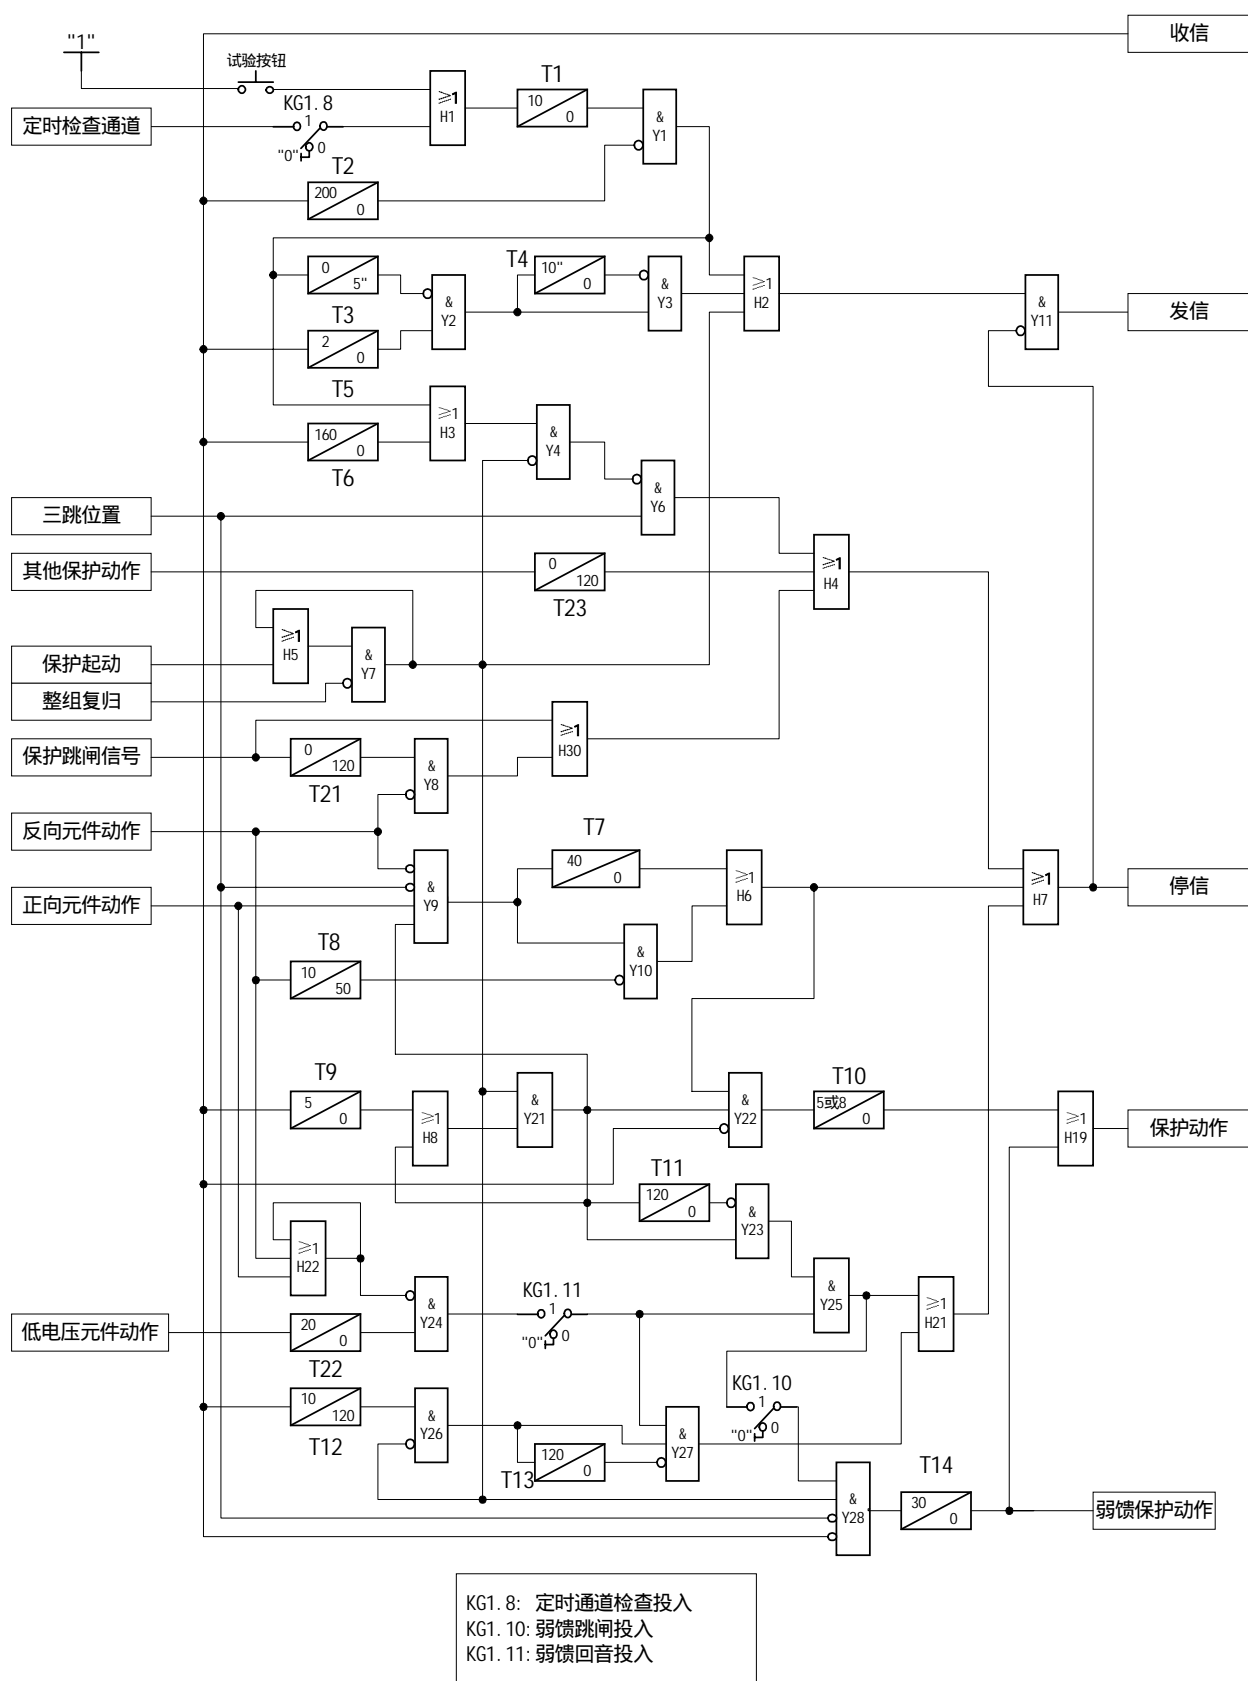 收信
"1"
试验按钮
T1
≥1
H1
10
0
&
Y1
KG1.8
1
0
"0"
定时检查通道
T2
200
0
T4
0
5"
10"
0
&
Y2
&
Y3
≥1
H2
&
Y11
发信
T3
2
0
T5
≥1
H3
&
Y4
160
0
T6
&
Y6
三跳位置
其他保护动作
0
120
T23
≥1
H4
≥1
H5
&
Y7
保护起动
整组复归
≥1
H30
保护跳闸信号
0
120
T21
&
Y8
反向元件动作
T7
40
0
≥1
H6
≥1
H7
停信
&
Y9
正向元件动作
T8
10
50
&
Y10
T9
5
0
≥1
H8
&
Y21
&
Y22
T10
5或8
0
≥1
H19
保护动作
T11
120
0
&
Y23
≥1
H22
&
Y24
KG1.11
1
0
"0"
&
Y25
≥1
H21
低电压元件动作
20
0
T22
KG1.10
1
0
"0"
10
120
T12
&
Y26
&
Y27
120
0
T13
T14
&
Y28
30
0
弱馈保护动作
KG1.8: 定时通道检查投入
KG1.10: 弱馈跳闸投入
KG1.11: 弱馈回音投入